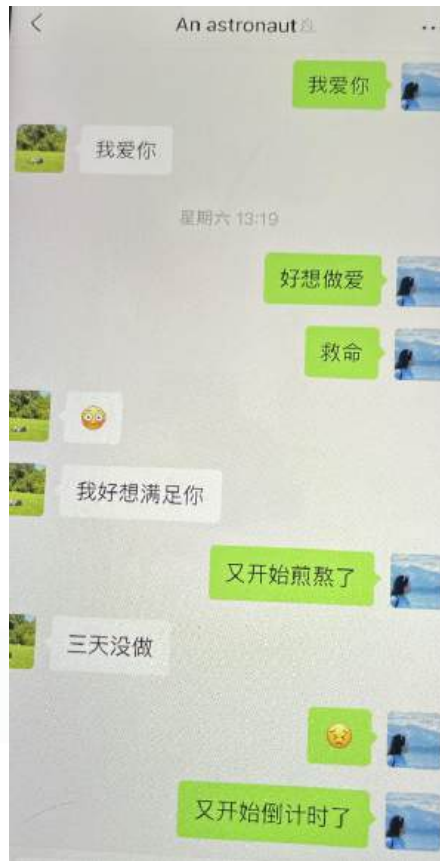 An astronaut
我爱你
我爱你
星期六 13:19
好想做爱
救命
我好想满足你
又开始煎熬了
三天没做
又开始倒计时了